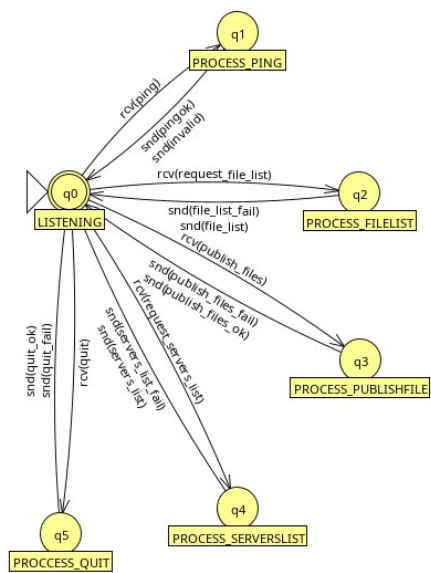 q1
PROCESS_PING
rcv(ping)
snd(pingok)
snd(invalid)
q0
LISTENING
rcv(request_file_list)
q2
PROCESS_FILELIST
snd(file_list_fail)
snd(file_list)
rcv(publish_files)
snd(publish_files_fail)
snd(publish_files_ok)
q3
PROCESS_PUBLISHFILE
rcv(request_servers_list)
snd(servers_list_fail)
snd(servers_list)
q4
PROCESS_SERVERSLIST
snd(quit_ok)
snd(quit_fail)
rcv(quit)
q5
PROCCESS_QUIT